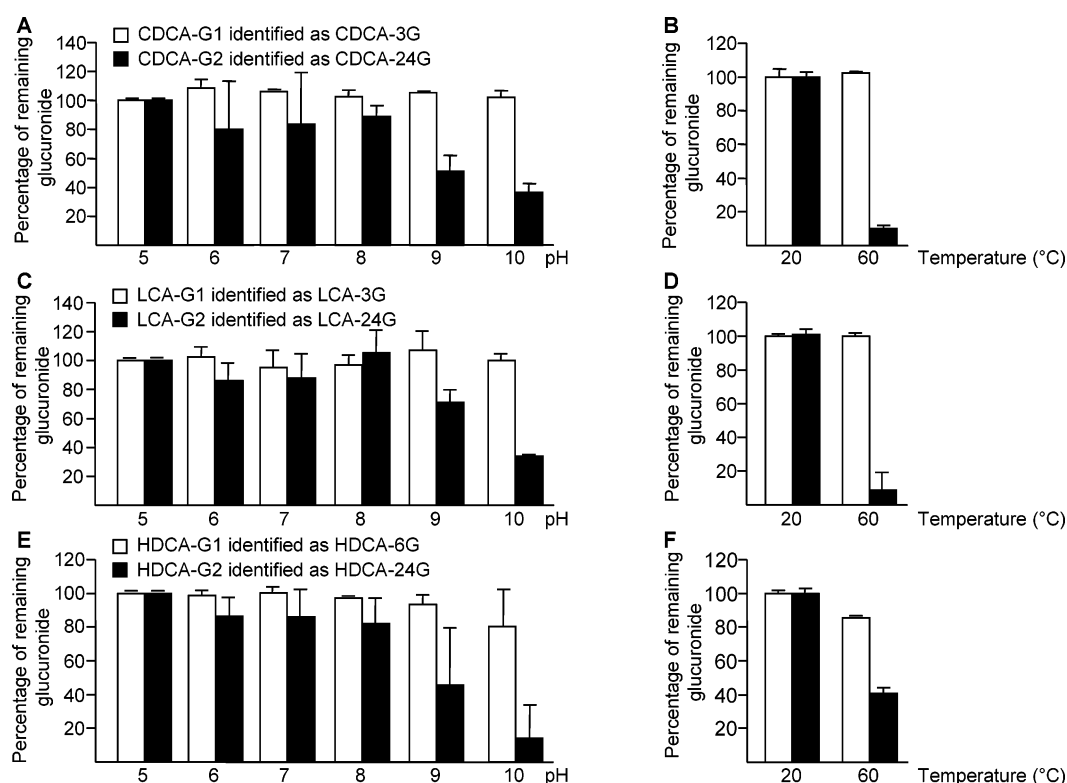 A
CDCA-G1 identified as CDCA-3G
CDCA-G2 identified as CDCA-24G
Percentage of remaining
glucuronide
140
120
100
80
60
40
20
5 6 7 8 9 10 pH
B
Percentage of remaining
glucuronide
120
100
80
60
40
20
20 60 Temperature (°C)
C
LCA-G1 identified as LCA-3G
LCA-G2 identified as LCA-24G
Percentage of remaining
glucuronide
140
120
100
80
60
40
20
5 6 7 8 9 10 pH
D
Percentage of remaining
glucuronide
120
100
80
60
40
20
20 60 Temperature (°C)
E
HDCA-G1 identified as HDCA-6G
HDCA-G2 identified as HDCA-24G
Percentage of remaining
glucuronide
120
100
80
60
40
20
5 6 7 8 9 10 pH
F
Percentage of remaining
glucuronide
120
100
80
60
40
20
20 60 Temperature (°C)